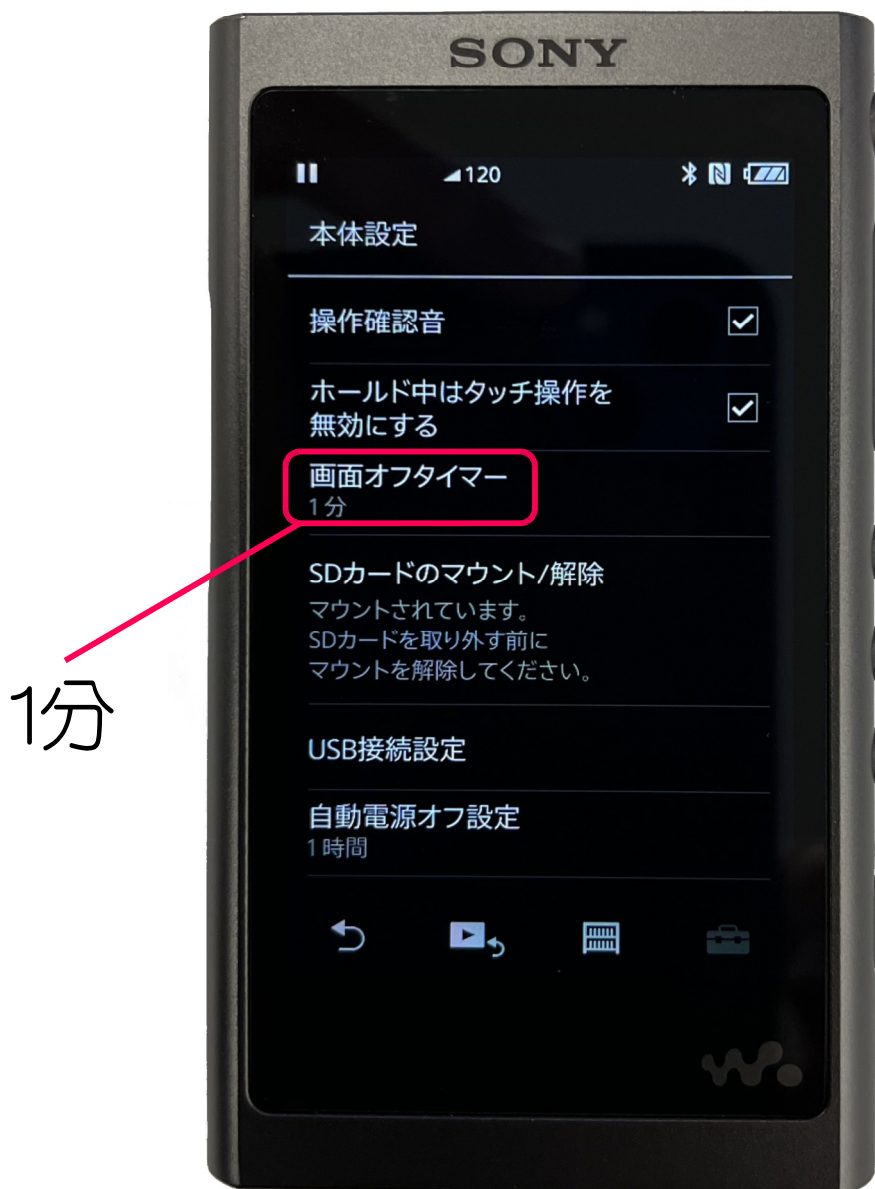 SONY
120
本体設定
操作確認音
ホールド中はタッチ操作を
無効にする
画面オフタイマー
1分
SDカードのマウント/解除
マウントされています。
SDカードを取り外す前に
マウントを解除してください。
1分
USB接続設定
自動電源オフ設定
1時間